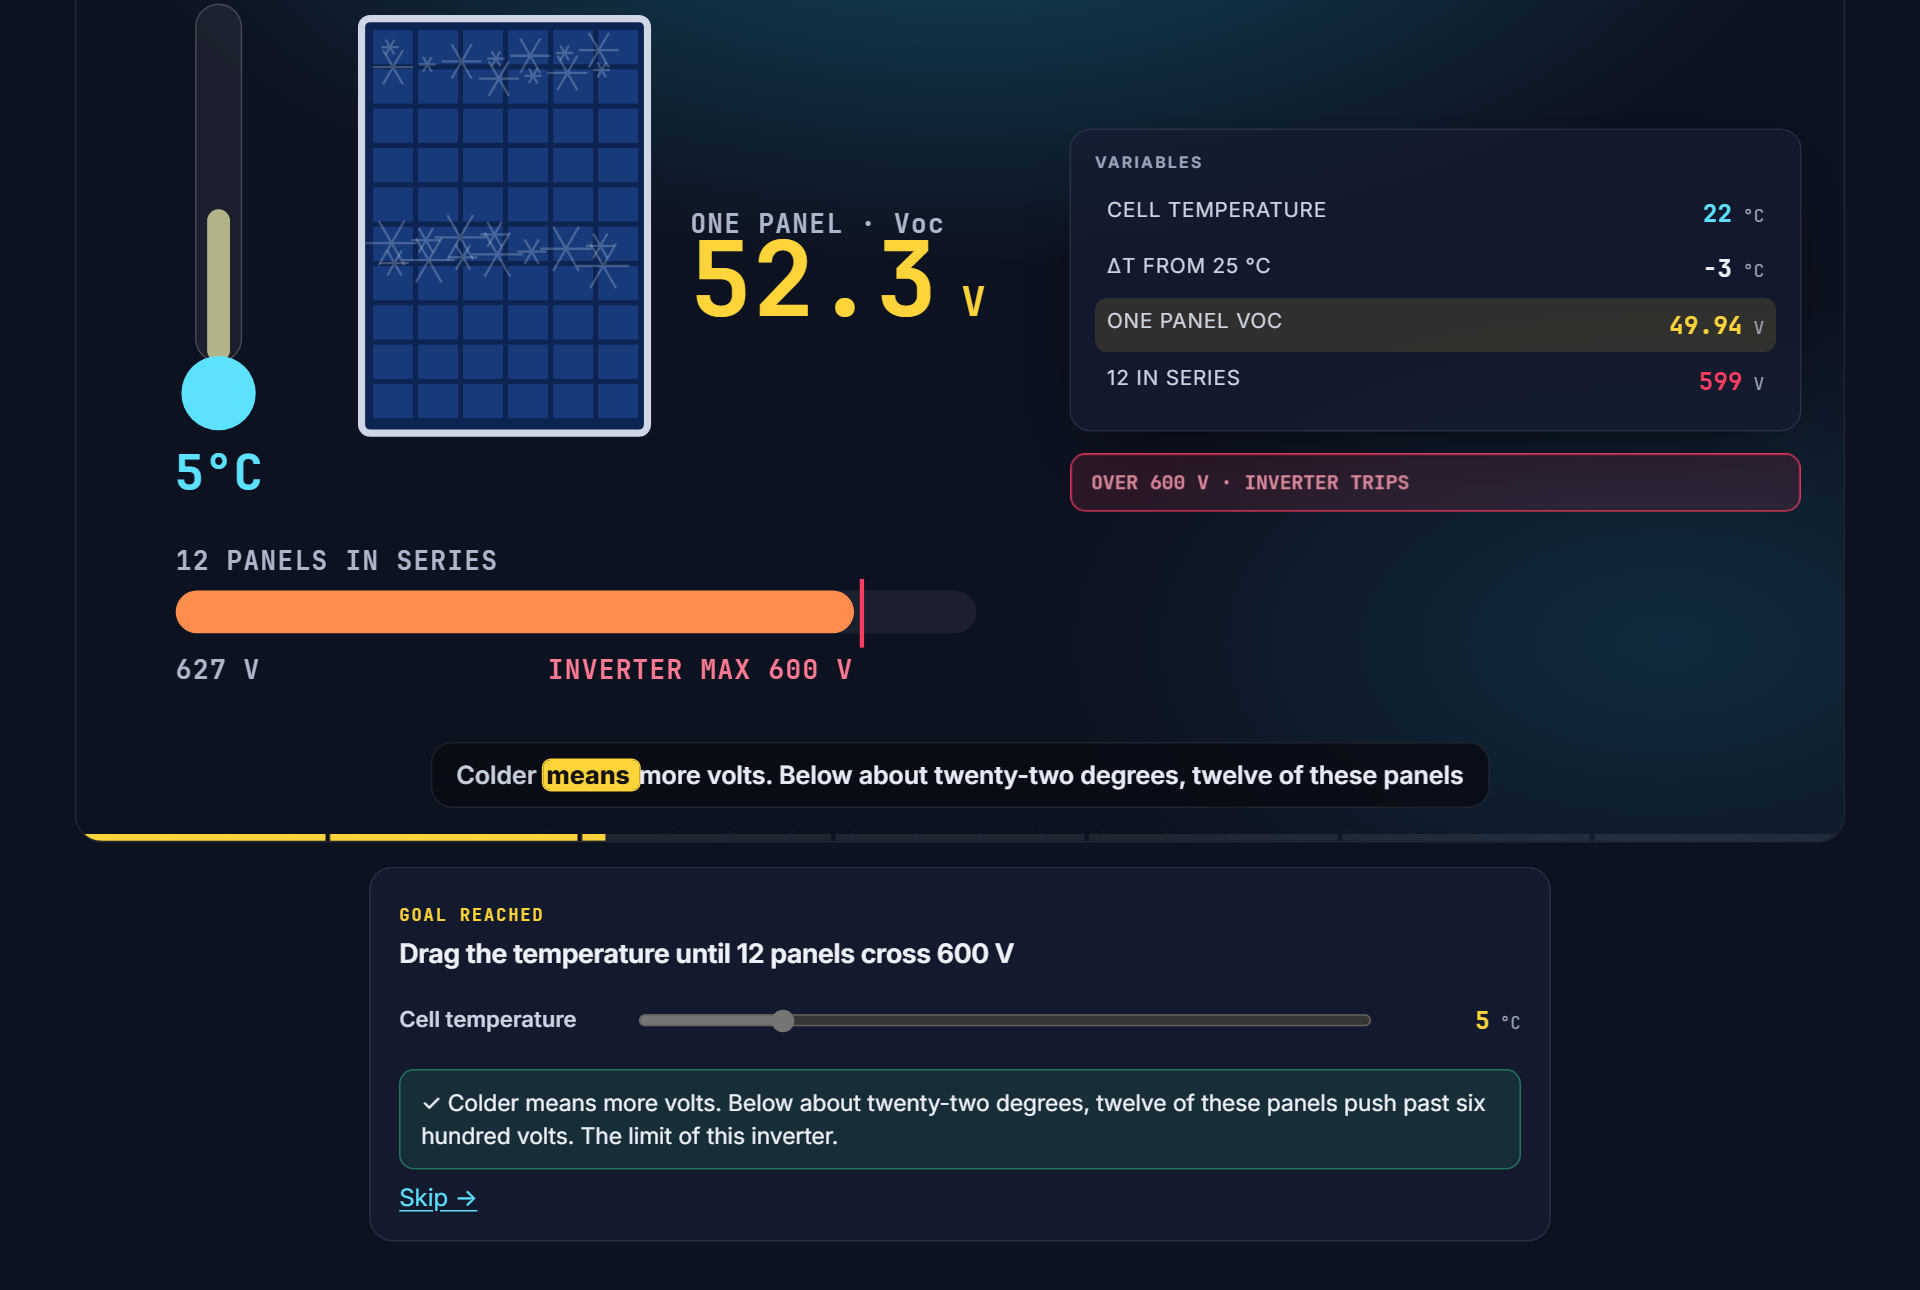 5°C
ONE PANEL · Voc
52.3 V
VARIABLES
CELL TEMPERATURE 22 °C
ΔT FROM 25 °C -3 °C
ONE PANEL VOC 49.94 V
12 IN SERIES 599 V
OVER 600 V · INVERTER TRIPS
12 PANELS IN SERIES
627 V INVERTER MAX 600 V
Colder means more volts. Below about twenty-two degrees, twelve of these panels
GOAL REACHED
Drag the temperature until 12 panels cross 600 V
Cell temperature 5 °C
✓ Colder means more volts. Below about twenty-two degrees, twelve of these panels push past six
hundred volts. The limit of this inverter.
Skip →